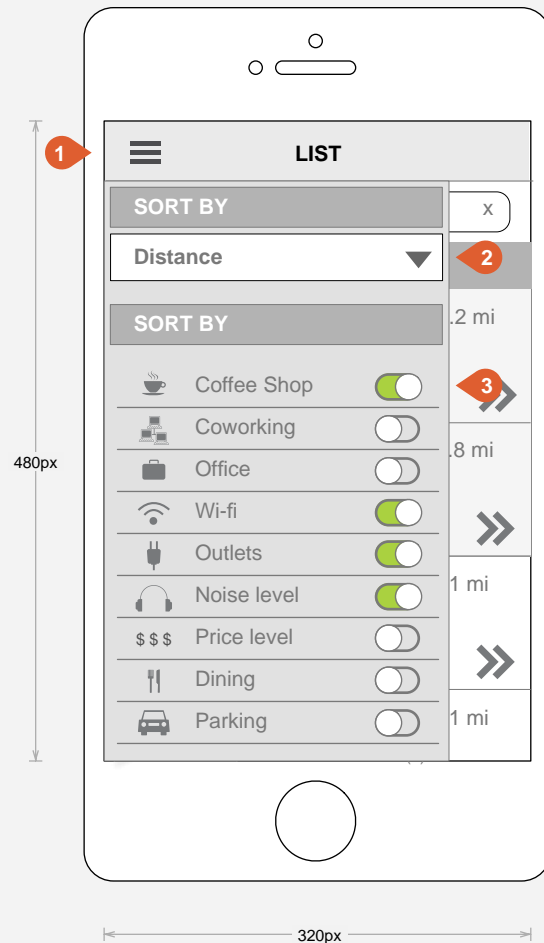 1
LIST
SORT BY
x
Distance
2
SORT BY
.2 mi
Coffee Shop
3
Coworking
.8 mi
480px
Office
Wi-fi
Outlets
Noise level
1 mi
$ $ $ Price level
Dining
Parking
1 mi
320px